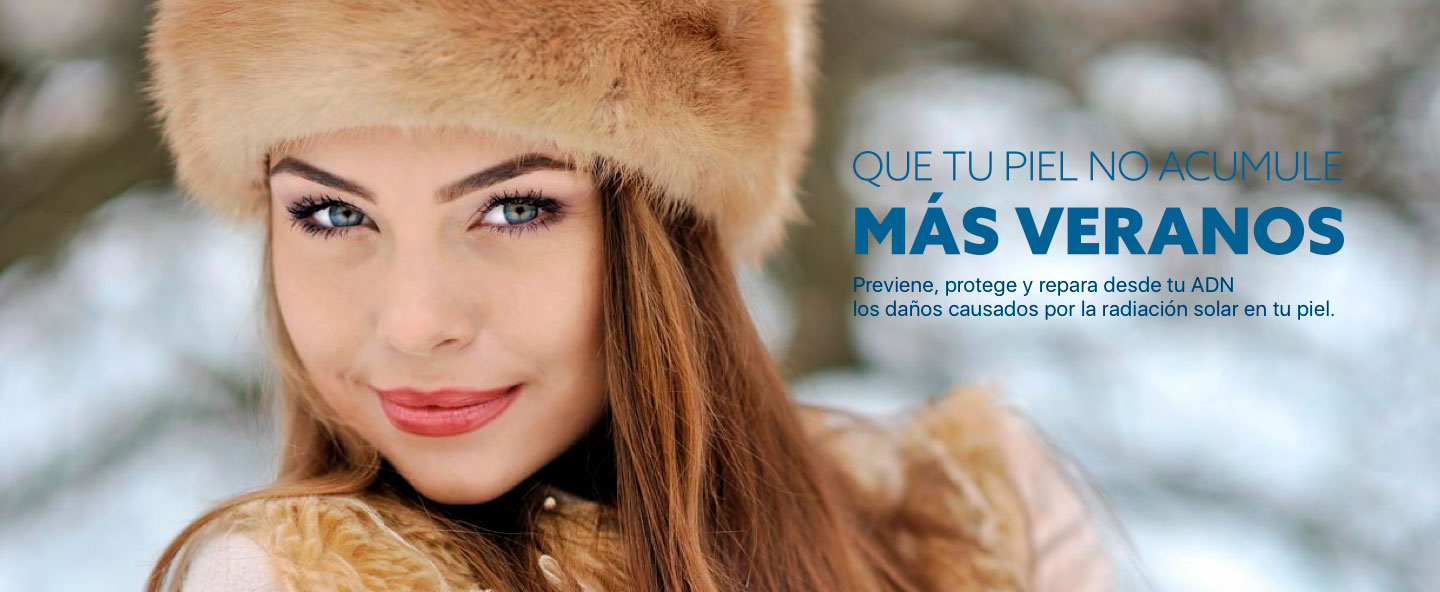 QUE TU PIEL NO ACUMULE
MÁS VERANOS
Previene, protege y repara desde tu ADN
los daños causados por la radiación solar en tu piel.